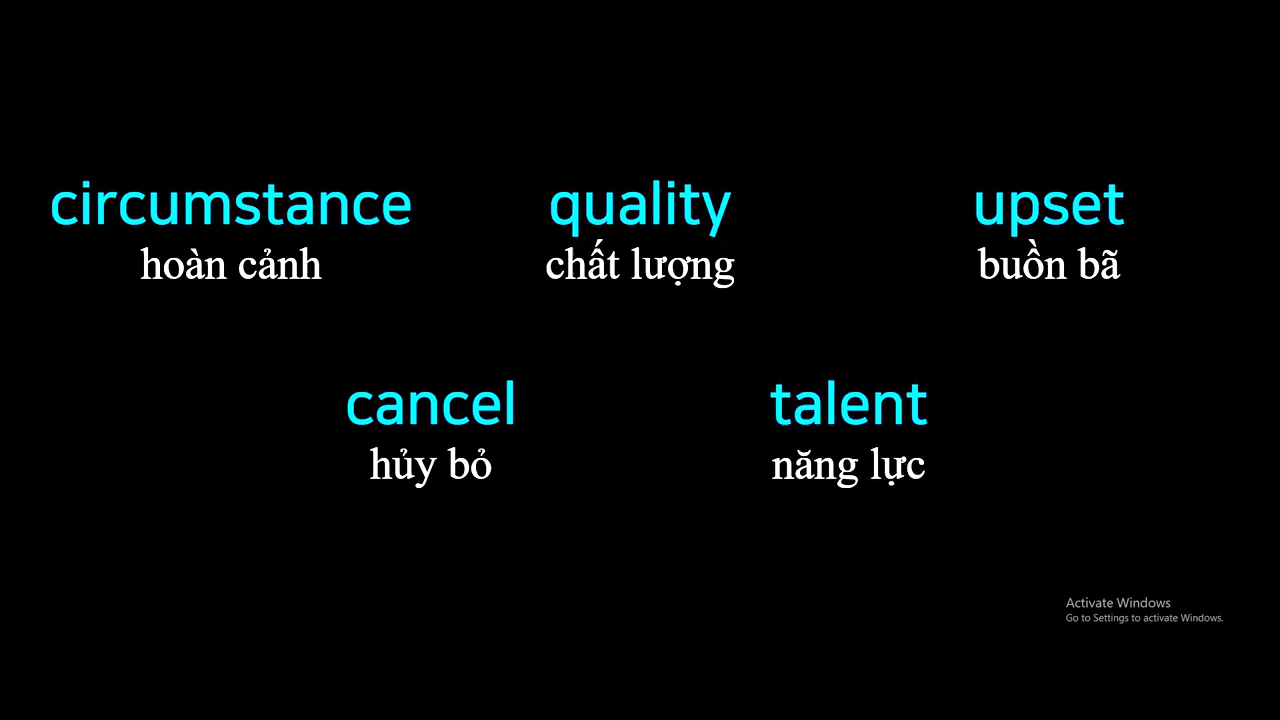 circumstance quality upset
hoàn cảnh chất lượng buồn bã
cancel talent
hủy bỏ năng lực
Activate Windows
Go to Settings to activate Windows.